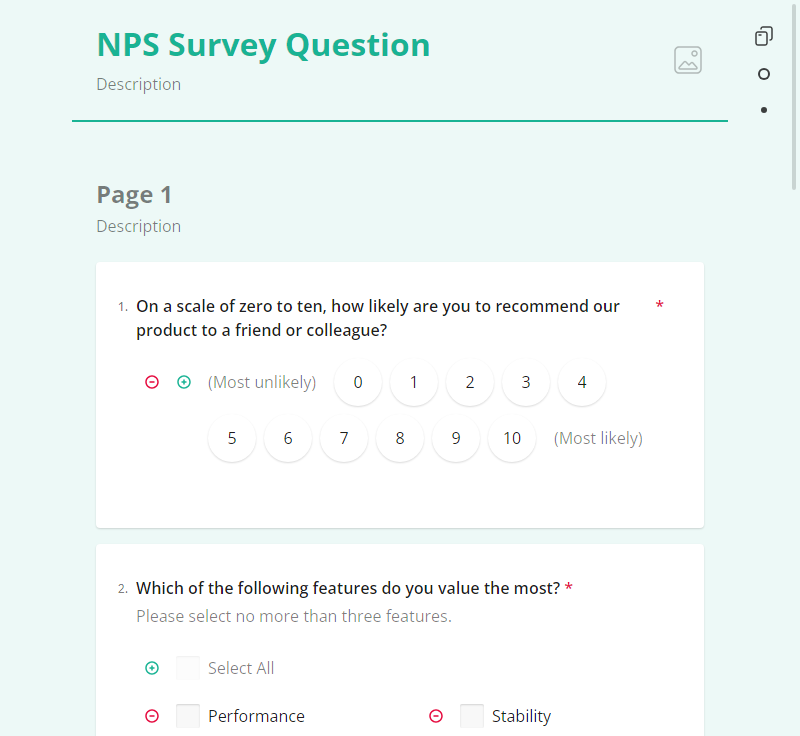 NPS Survey Question
Description
Page 1
Description
1. On a scale of zero to ten, how likely are you to recommend our *
product to a friend or colleague?
(Most unlikely) 0 1 2 3 4
5 6 7 8 9 10 (Most likely)
2. Which of the following features do you value the most? *
Please select no more than three features.
Select All
Performance Stability